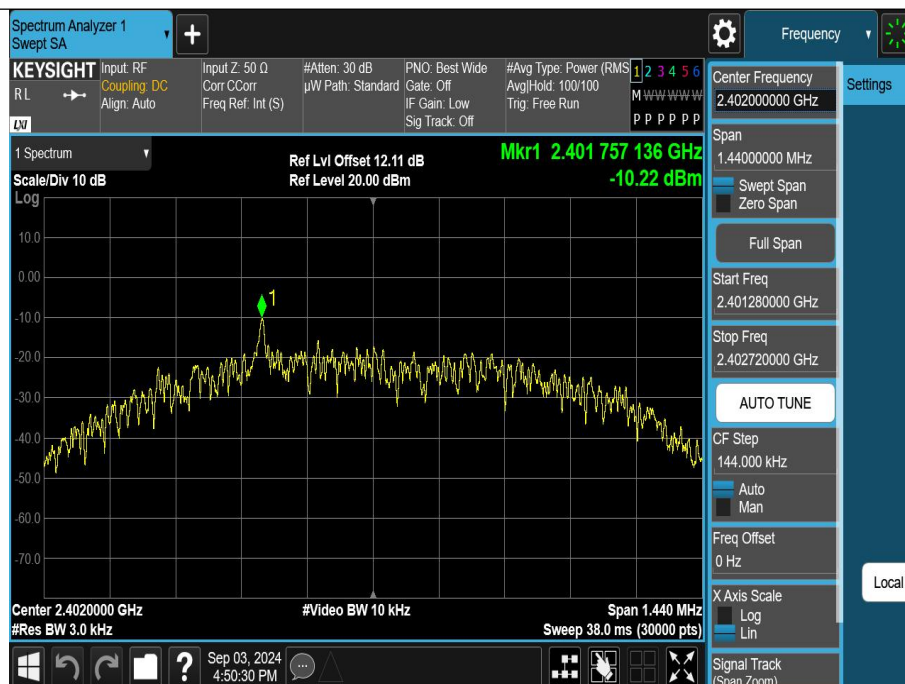 Spectrum Analyzer 1
Swept SA
+
Frequency
KEYSIGHT
RL
LXI
Input: RF
Coupling: DC
Align: Auto
Input Z: 50 Ω
Corr CCorr
Freq Ref: Int (S)
#Atten: 30 dB
µW Path: Standard
PNO: Best Wide
Gate: Off
IF Gain: Low
Sig Track: Off
#Avg Type: Power (RMS
Avg|Hold: 100/100
Trig: Free Run
1 2 3 4 5 6
M W W W W W
P P P P P P
1 Spectrum
Scale/Div 10 dB
Log
Ref Lvl Offset 12.11 dB
Ref Level 20.00 dBm
Mkr1 2.401 757 136 GHz
-10.22 dBm
10.0
0.00
1
-10.0
-20.0
-30.0
-40.0
-50.0
-60.0
-70.0
Center 2.4020000 GHz
#Res BW 3.0 kHz
#Video BW 10 kHz
Span 1.440 MHz
Sweep 38.0 ms (30000 pts)
?
Sep 03, 2024
4:50:30 PM
Center Frequency
2.402000000 GHz
Span
1.44000000 MHz
Swept Span
Zero Span
Full Span
Start Freq
2.401280000 GHz
Stop Freq
2.402720000 GHz
AUTO TUNE
CF Step
144.000 kHz
Auto
Man
Freq Offset
0 Hz
X Axis Scale
Log
Lin
Signal Track
(Span Zoom)
Settings
Local